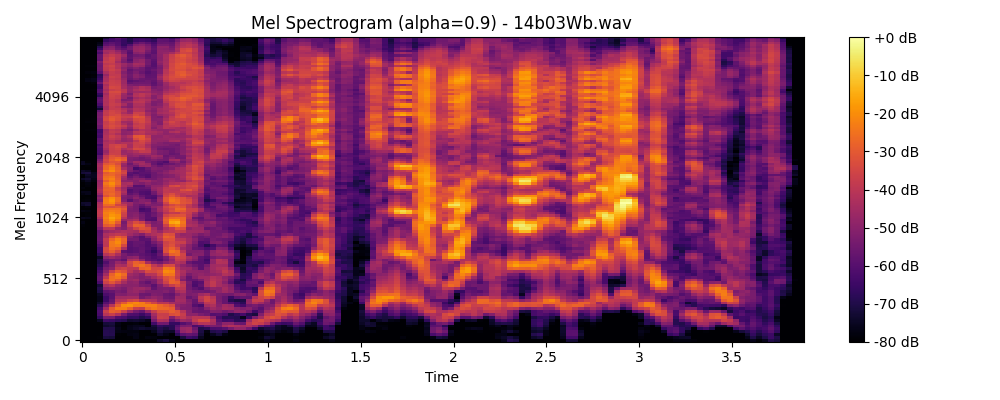 Mel Spectrogram (alpha=0.9) - 14b03Wb.wav
+0 dB
-10 dB
-20 dB
-30 dB
-40 dB
-50 dB
-60 dB
-70 dB
-80 dB
Mel Frequency
4096
2048
1024
512
0
0 0.5 1 1.5 2 2.5 3 3.5
Time